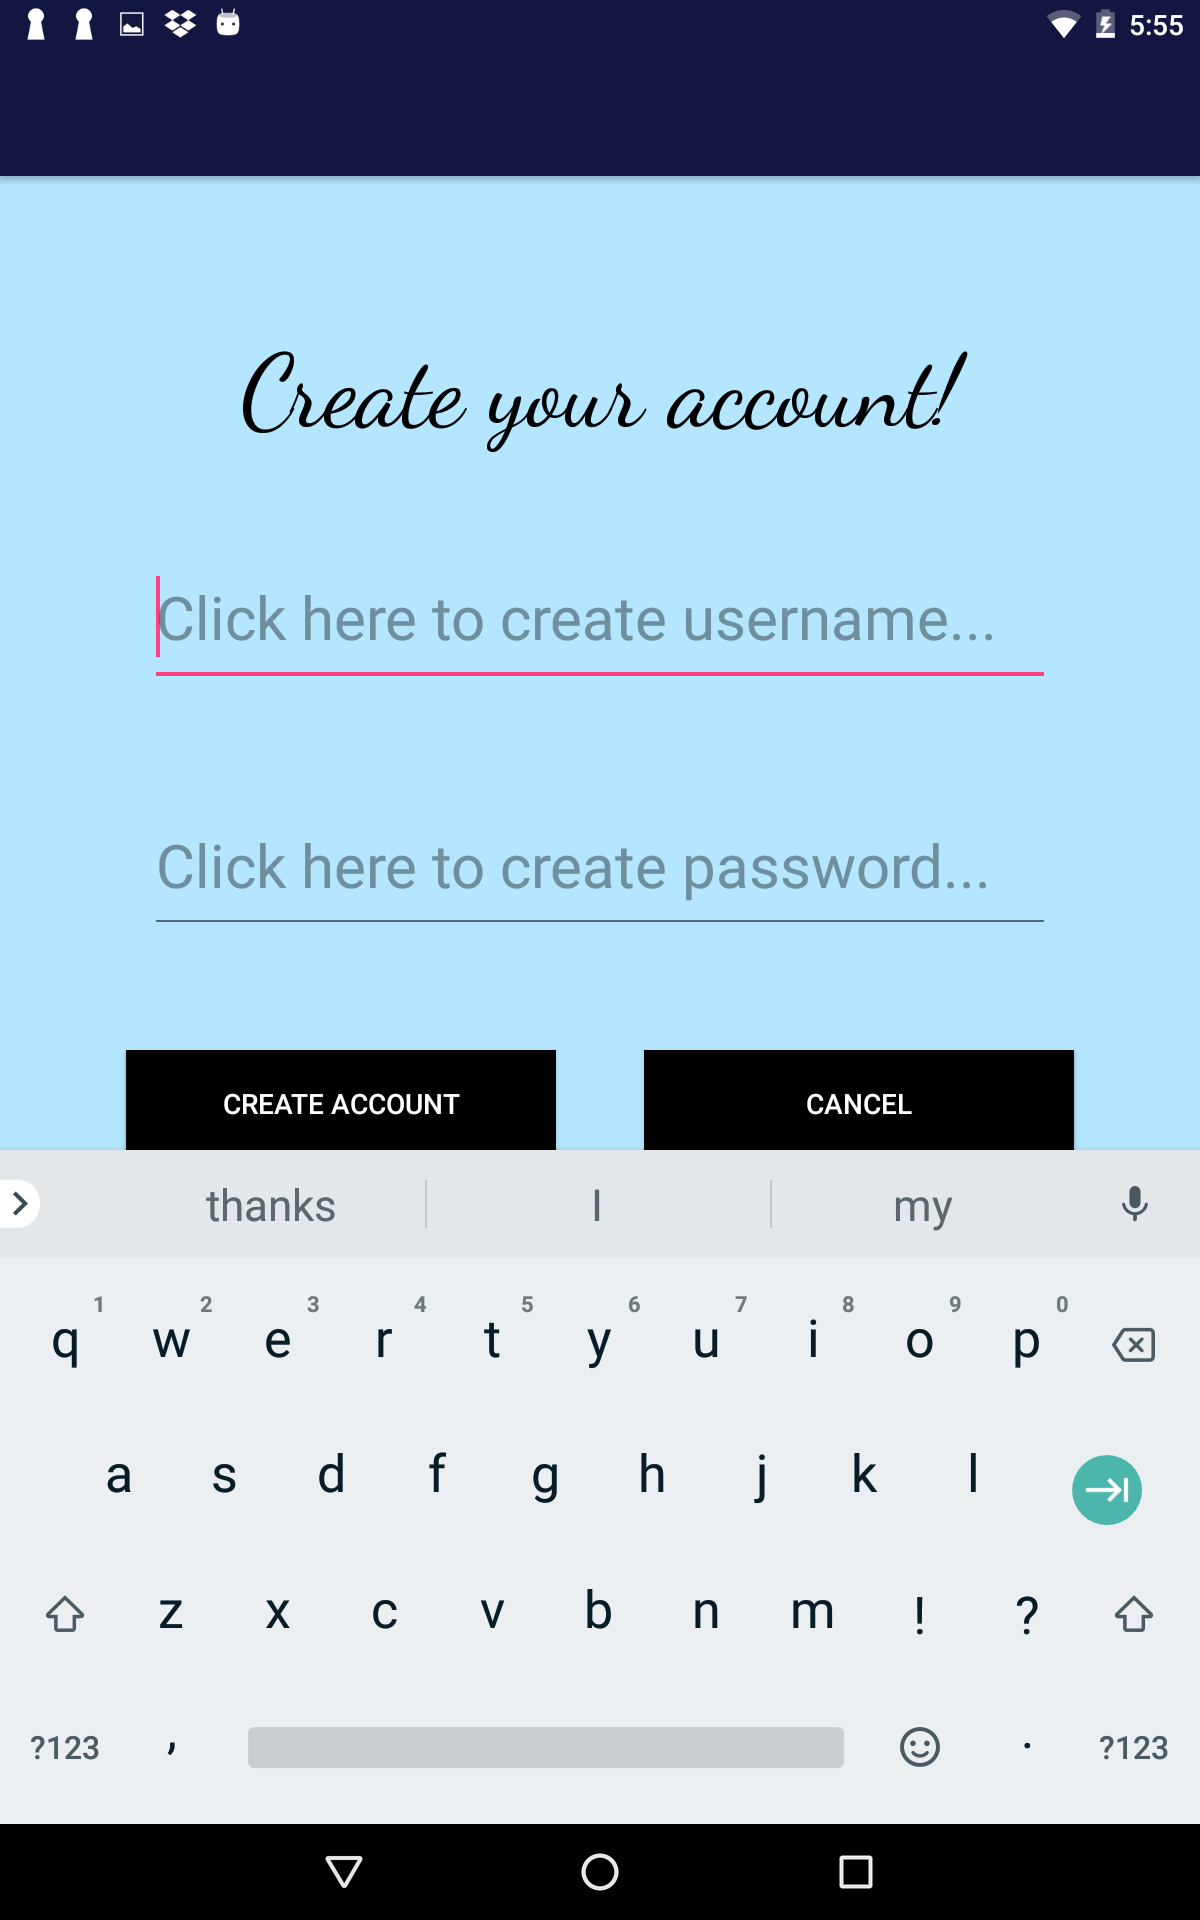 5:55
Create your account!
Click here to create username...
Click here to create password...
CREATE ACCOUNT CANCEL
thanks I my
1 2 3 4 5 6 7 8 9 0
q w e r t y u i o p
a s d f g h j k l
z x c v b n m ! ?
?123 , . ?123